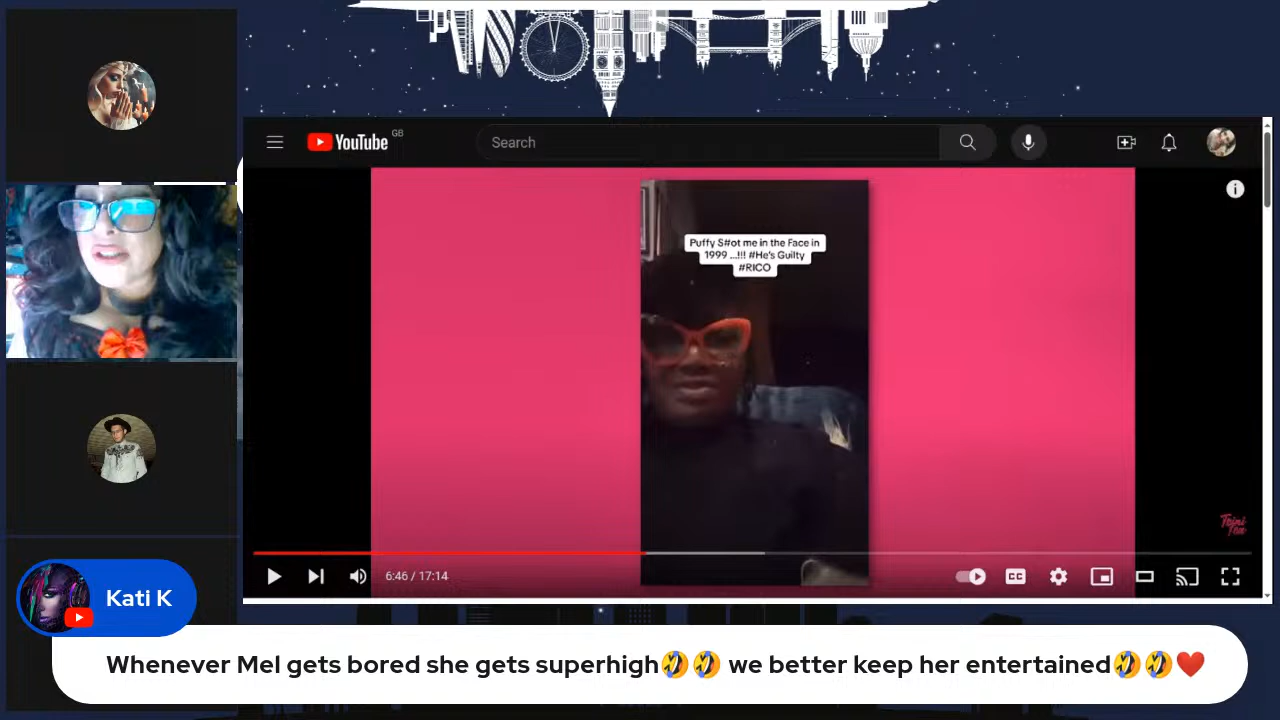 YouTube GB
Search
Puffy S#ot me in the Face in
1999 ...!!! #He's Guilty
#RICO
6:46 / 17:14
CC
Kati K
Whenever Mel gets bored she gets superhigh🤣🤣 we better keep her entertained🤣🤣❤️